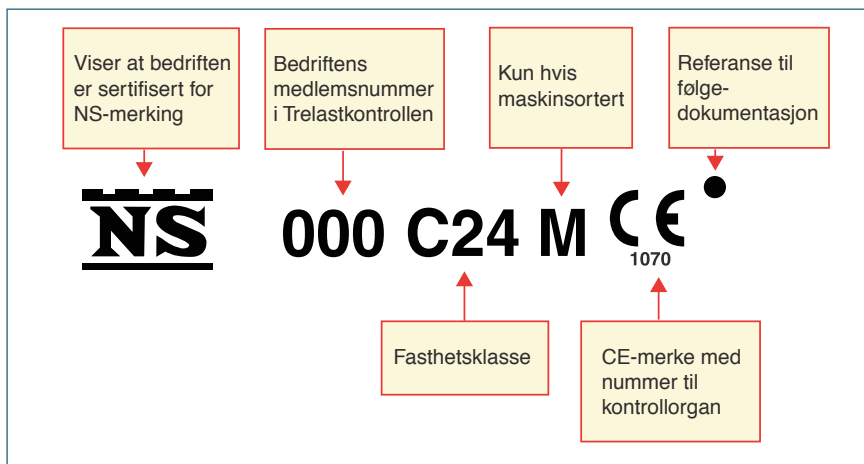 Viser at bedriften
er sertifisert for
NS-merking
Bedriftens
medlemsnummer
i Trelastkontrollen
Kun hvis
maskinsortert
Referanse til
følge-
dokumentasjon
NS 000 C24 M CE
1070
Fasthetsklasse
CE-merke med
nummer til
kontrollorgan